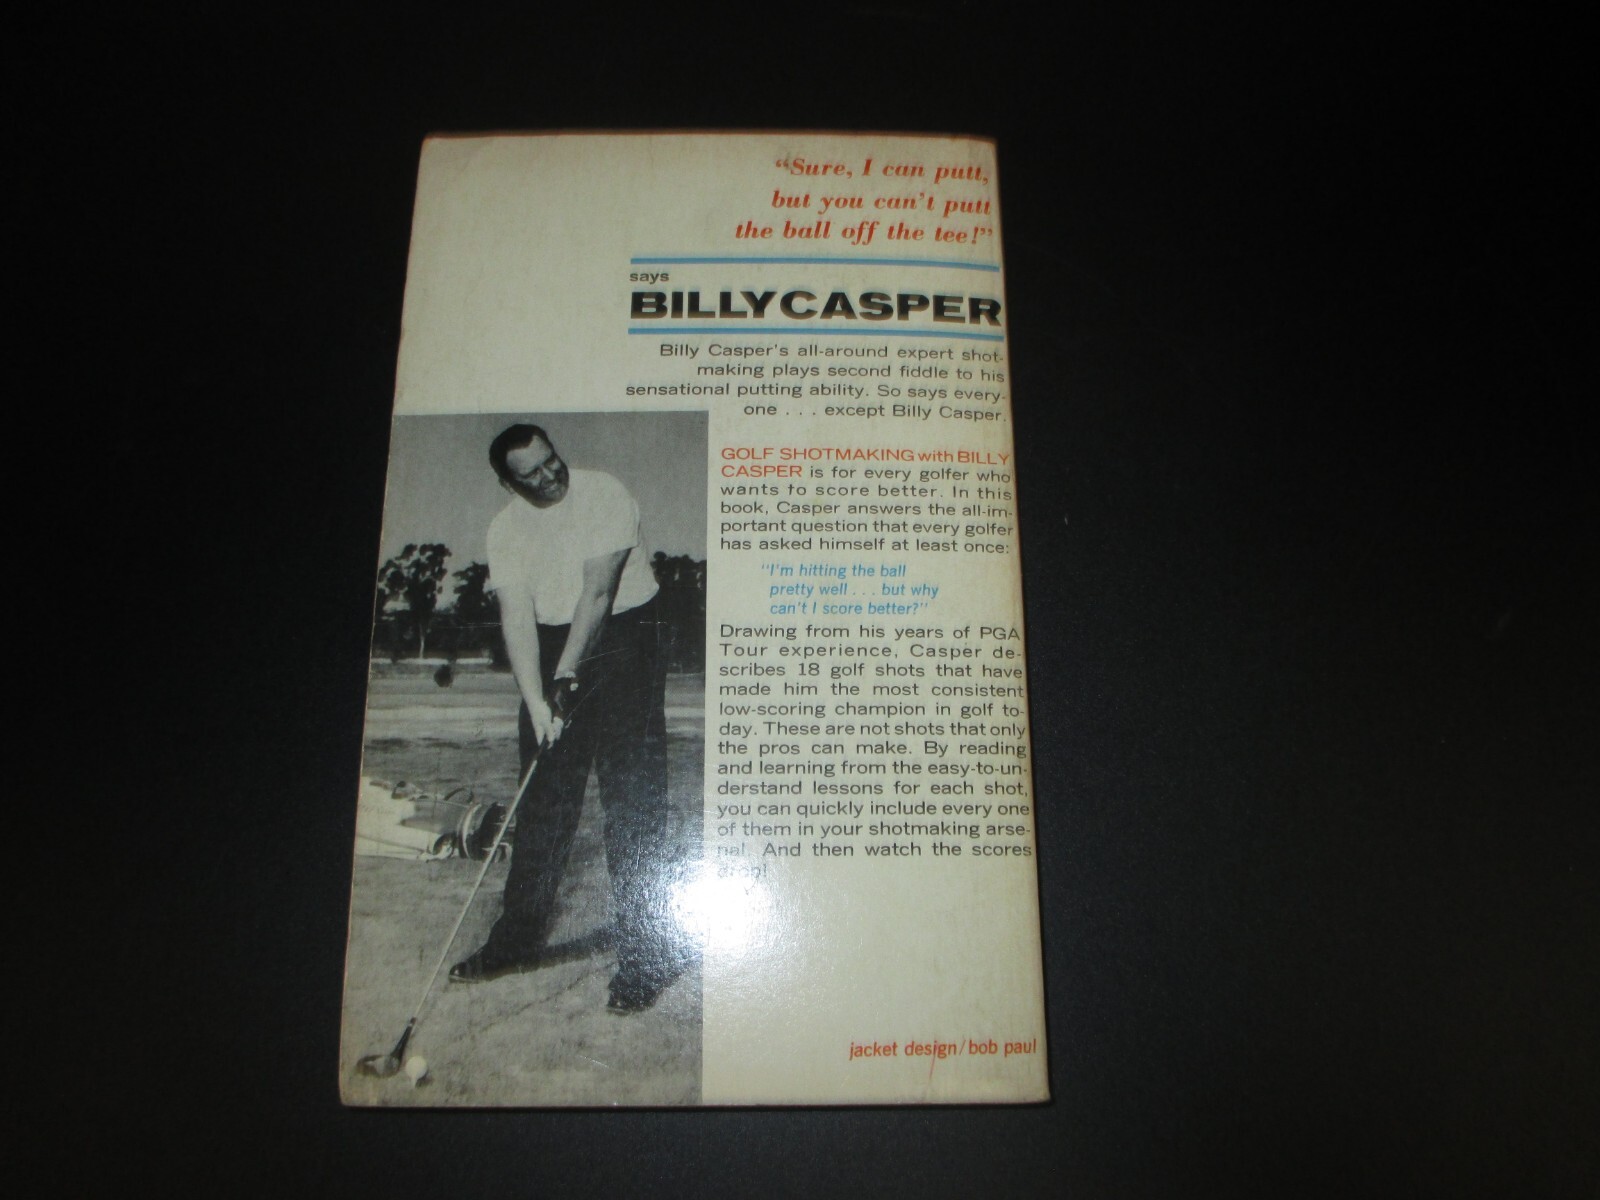 “Sure, I can putt,
but you can't putt
the ball off the tee!”
says
BILLY CASPER
Billy Casper's all-around expert shot-
making plays second fiddle to his
sensational putting ability. So says every-
one . . . except Billy Casper.
GOLF SHOTMAKING with BILLY
CASPER is for every golfer who
wants to score better. In this
book, Casper answers the all-im-
portant question that every golfer
has asked himself at least once:
"I'm hitting the ball
pretty well . . . but why
can't I score better?"
Drawing from his years of PGA
Tour experience, Casper de-
scribes 18 golf shots that have
made him the most consistent
low-scoring champion in golf to-
day. These are not shots that only
the pros can make. By reading
and learning from the easy-to-un-
derstand lessons for each shot,
you can quickly include every one
of them in your shotmaking arse-
nal. And then watch the scores
drop!
jacket design/bob paul